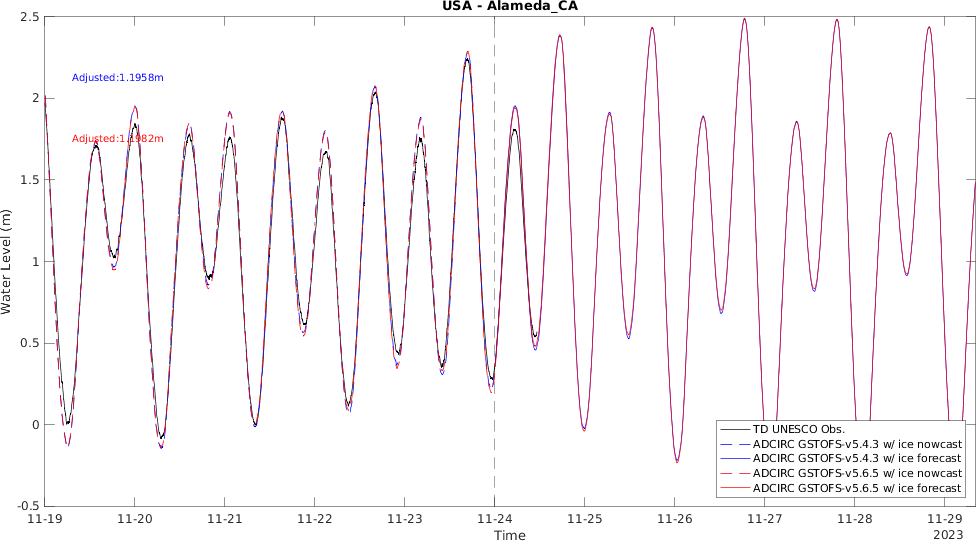 USA - Alameda_CA
2.5
2
1.5
1
0.5
0
-0.5
Water Level (m)
Adjusted:1.1958m
Adjusted:1.1982m
TD UNESCO Obs.
ADCIRC GSTOFS-v5.4.3 w/ ice nowcast
ADCIRC GSTOFS-v5.4.3 w/ ice forecast
ADCIRC GSTOFS-v5.6.5 w/ ice nowcast
ADCIRC GSTOFS-v5.6.5 w/ ice forecast
11-19 11-20 11-21 11-22 11-23 11-24 11-25 11-26 11-27 11-28 11-29
2023
Time